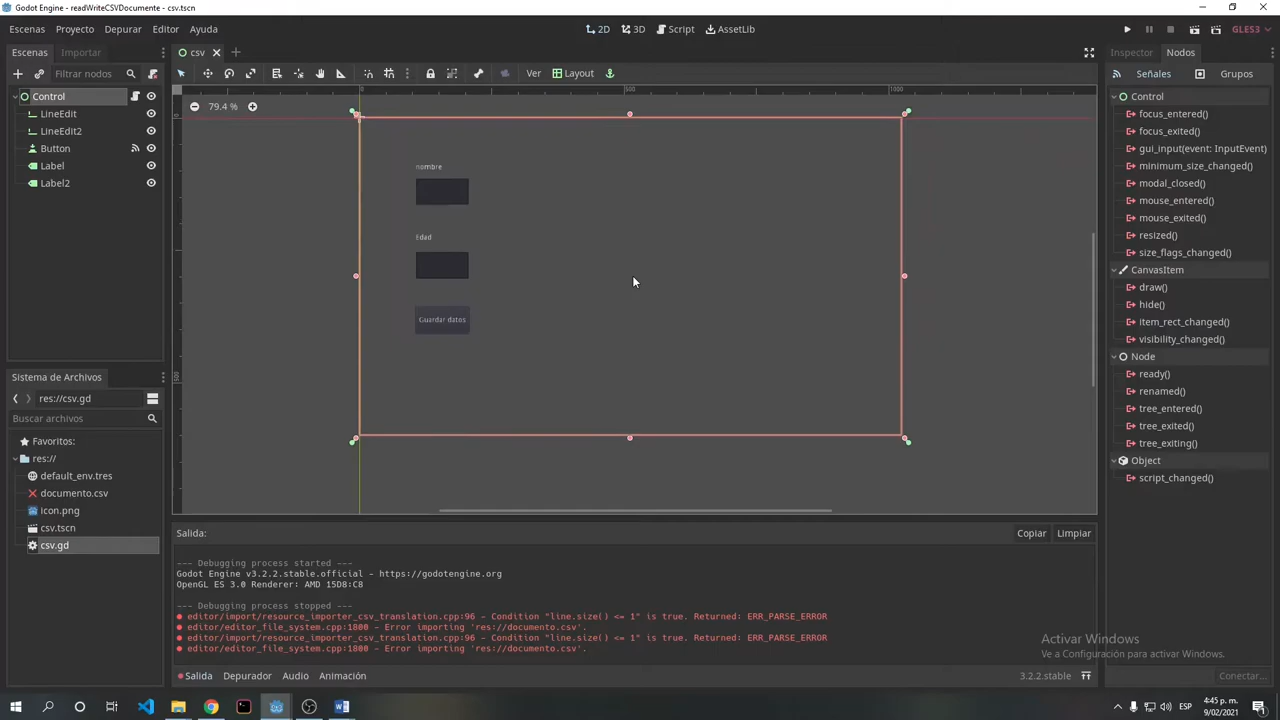 Godot Engine - readWriteCSVDocumente - csv.tscn
Escenas Proyecto Depurar Editor Ayuda
2D 3D Script AssetLib
GLES3
Escenas Importar
csv
Inspector Nodos
Filtrar nodos
Ver Layout
Señales Grupos
0 500 1000
Control
LineEdit
LineEdit2
Button
Label
Label2
79.4 %
nombre
Edad
Guardar datos
Control
focus_entered()
focus_exited()
gui_input(event: InputEvent)
minimum_size_changed()
modal_closed()
mouse_entered()
mouse_exited()
resized()
size_flags_changed()
CanvasItem
draw()
hide()
item_rect_changed()
visibility_changed()
Node
ready()
renamed()
tree_entered()
tree_exited()
tree_exiting()
Object
script_changed()
Sistema de Archivos
res://csv.gd
Buscar archivos
Favoritos:
res://
default_env.tres
documento.csv
icon.png
csv.tscn
csv.gd
0
500
Salida:
Copiar Limpiar
--- Debugging process started ---
Godot Engine v3.2.2.stable.official - https://godotengine.org
OpenGL ES 3.0 Renderer: AMD 15D8:C8
--- Debugging process stopped ---
editor/import/resource_importer_csv_translation.cpp:96 - Condition "line.size() <= 1" is true. Returned: ERR_PARSE_ERROR
editor/editor_file_system.cpp:1800 - Error importing 'res://documento.csv'.
editor/import/resource_importer_csv_translation.cpp:96 - Condition "line.size() <= 1" is true. Returned: ERR_PARSE_ERROR
editor/editor_file_system.cpp:1800 - Error importing 'res://documento.csv'.
Salida Depurador Audio Animación
3.2.2.stable
Activar Windows
Ve a Configuración para activar Windows.
Conectar...
ESP
4:45 p. m.
9/02/2021
1